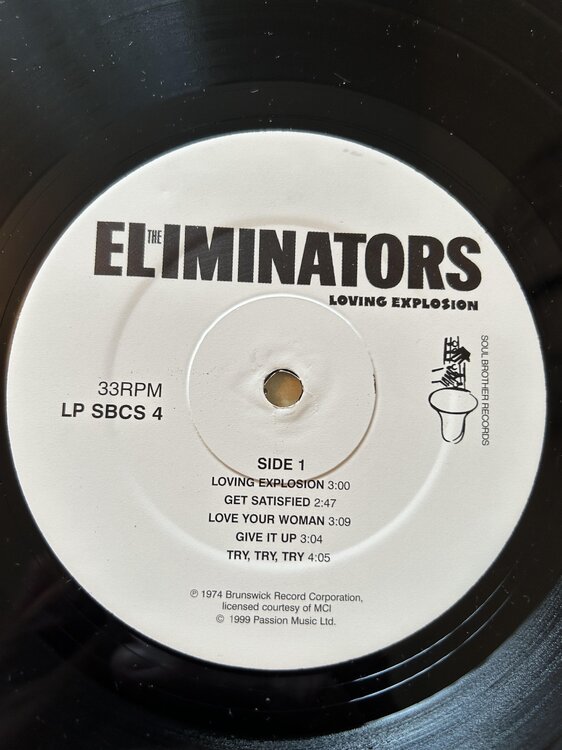 THE
ELIMINATORS
LOVING EXPLOSION
SOUL BROTHER RECORDS
33RPM
LP SBCS 4
SIDE 1
LOVING EXPLOSION 3:00
GET SATISFIED 2:47
LOVE YOUR WOMAN 3:09
GIVE IT UP 3:04
TRY, TRY, TRY 4:05
℗ 1974 Brunswick Record Corporation,
licensed courtesy of MCI
© 1999 Passion Music Ltd.